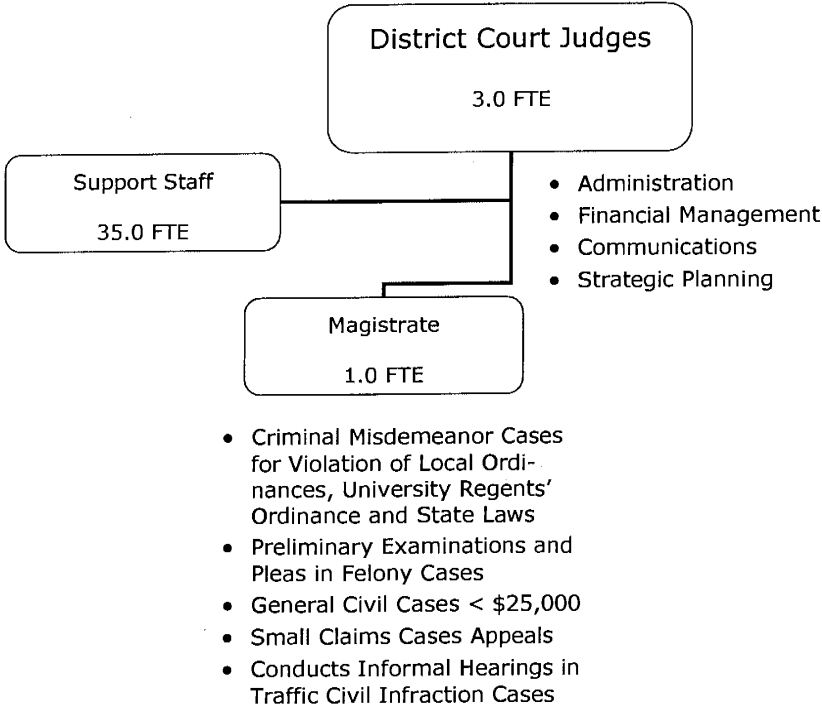 District Court Judges
3.0 FTE
Support Staff
35.0 FTE
• Administration
• Financial Management
• Communications
• Strategic Planning
Magistrate
1.0 FTE
• Criminal Misdemeanor Cases
for Violation of Local Ordi-
nances, University Regents’
Ordinance and State Laws
• Preliminary Examinations and
Pleas in Felony Cases
• General Civil Cases < $25,000
• Small Claims Cases Appeals
• Conducts Informal Hearings in
Traffic Civil Infraction Cases